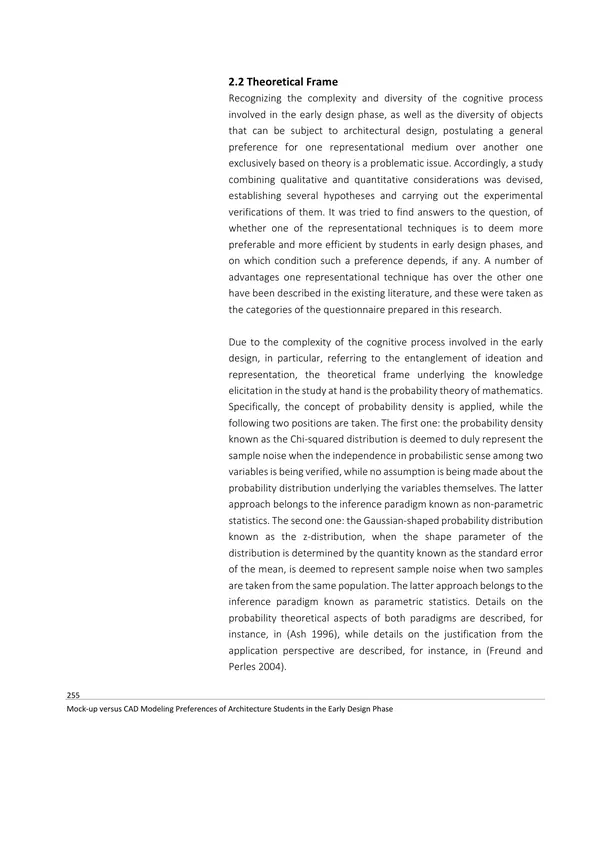 2.2 Theoretical Frame
Recognizing the complexity and diversity of the cognitive process
involved in the early design phase, as well as the diversity of objects
that can be subject to architectural design, postulating a general
preference for one representational medium over another one
exclusively based on theory is a problematic issue. Accordingly, a study
combining qualitative and quantitative considerations was devised,
establishing several hypotheses and carrying out the experimental
verifications of them. It was tried to find answers to the question, of
whether one of the representational techniques is to deem more
preferable and more efficient by students in early design phases, and
on which condition such a preference depends, if any. A number of
advantages one representational technique has over the other one
have been described in the existing literature, and these were taken as
the categories of the questionnaire prepared in this research.
Due to the complexity of the cognitive process involved in the early
design, in particular, referring to the entanglement of ideation and
representation, the theoretical frame underlying the knowledge
elicitation in the study at hand is the probability theory of mathematics.
Specifically, the concept of probability density is applied, while the
following two positions are taken. The first one: the probability density
known as the Chi-squared distribution is deemed to duly represent the
sample noise when the independence in probabilistic sense among two
variables is being verified, while no assumption is being made about the
probability distribution underlying the variables themselves. The latter
approach belongs to the inference paradigm known as non-parametric
statistics. The second one: the Gaussian-shaped probability distribution
known as the z-distribution, when the shape parameter of the
distribution is determined by the quantity known as the standard error
of the mean, is deemed to represent sample noise when two samples
are taken from the same population. The latter approach belongs to the
inference paradigm known as parametric statistics. Details on the
probability theoretical aspects of both paradigms are described, for
instance, in (Ash 1996), while details on the justification from the
application perspective are described, for instance, in (Freund and
Perles 2004).
255
Mock-up versus CAD Modeling Preferences of Architecture Students in the Early Design Phase